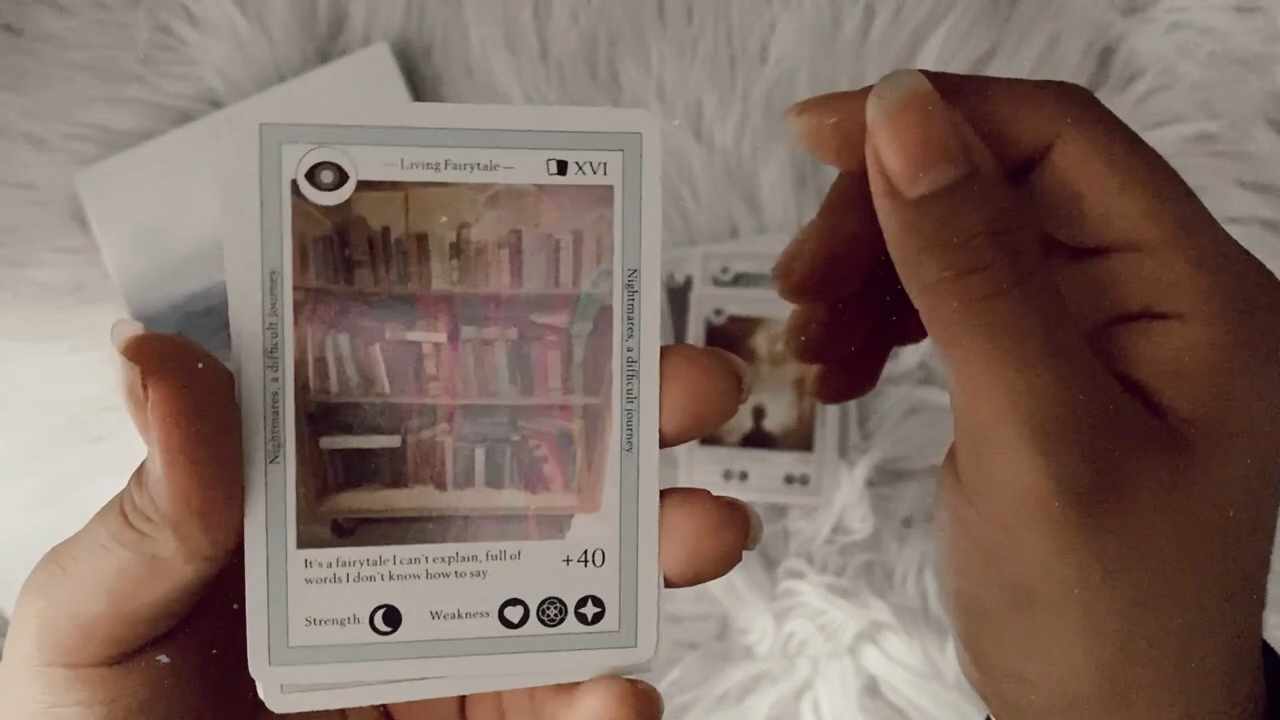 — Living Fairytale —
XVI
Nightmares, a difficult journey
Nightmares, a difficult journey
It's a fairytale I can't explain, full of
words I don't know how to say.
+40
Strength:
Weakness: